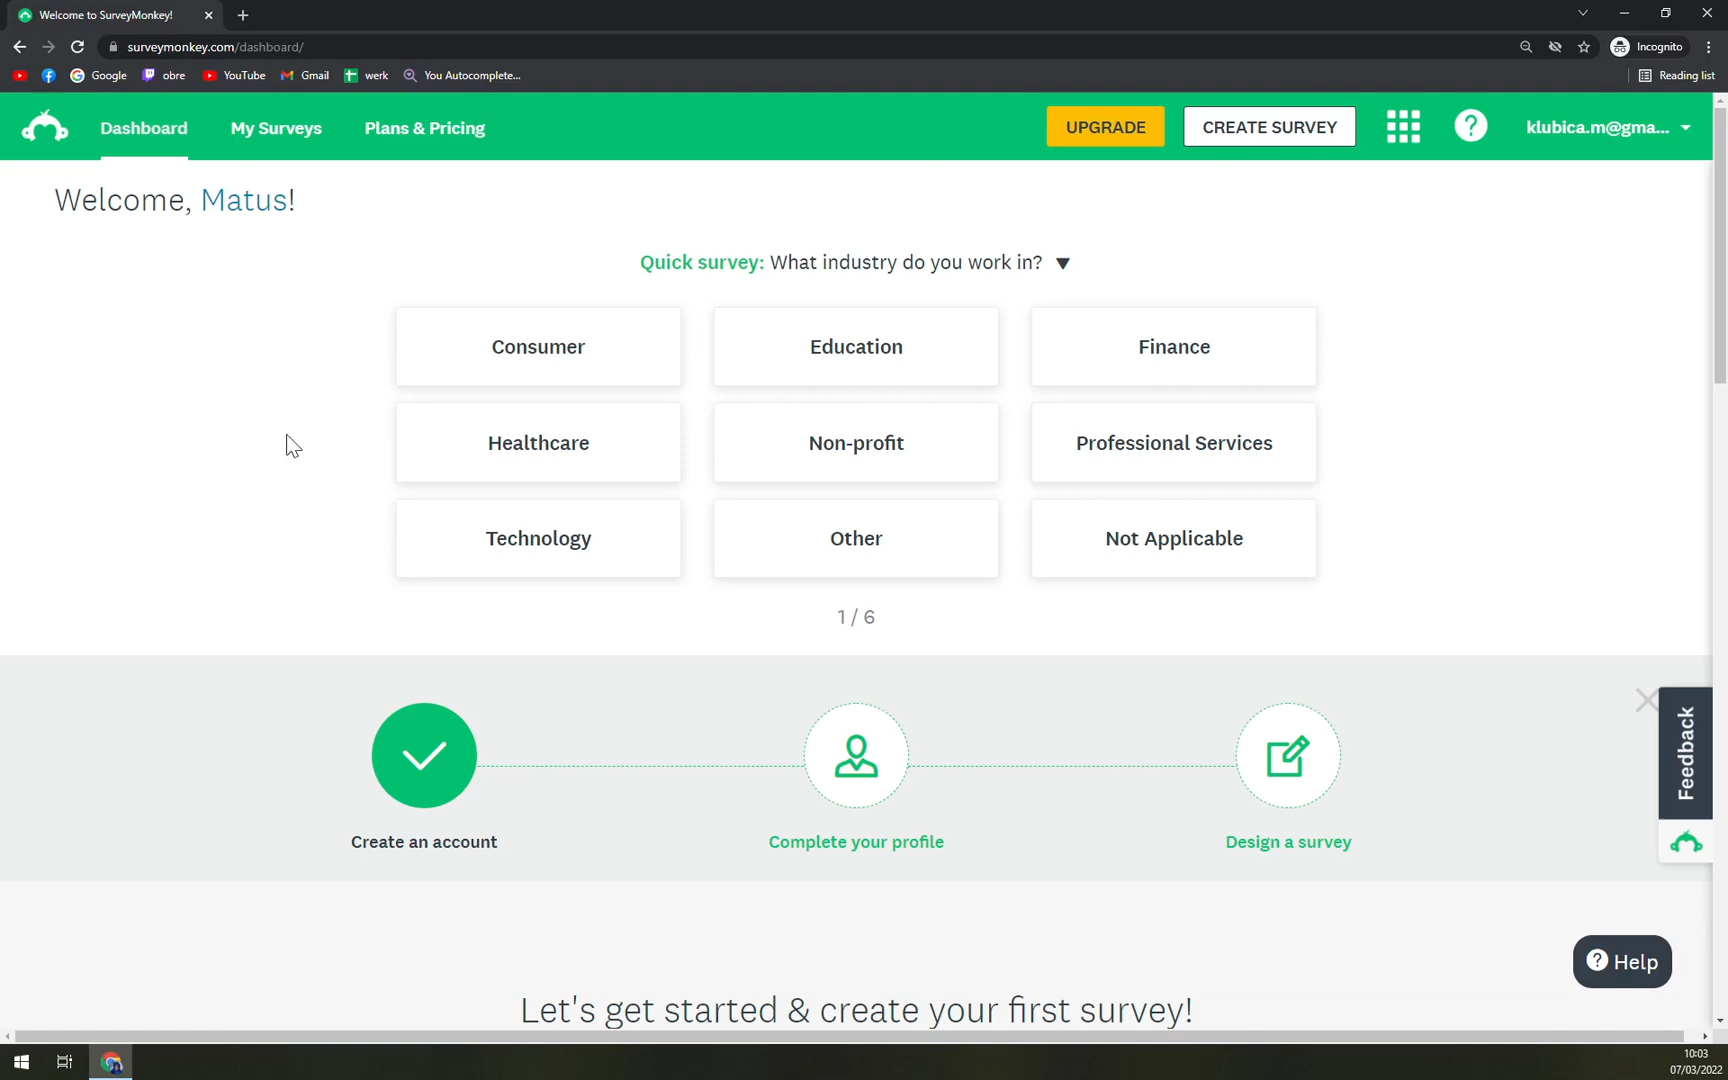 Welcome to SurveyMonkey!
surveymonkey.com/dashboard/
Incognito
Google
obre
YouTube
Gmail
werk
You Autocomplete...
Reading list
Dashboard
My Surveys
Plans & Pricing
UPGRADE
CREATE SURVEY
?
klubica.m@gma...
Welcome, Matus!
Quick survey: What industry do you work in?
Consumer
Education
Finance
Healthcare
Non-profit
Professional Services
Technology
Other
Not Applicable
1 / 6
Feedback
Create an account
Complete your profile
Design a survey
? Help
Let's get started & create your first survey!
10:03
07/03/2022